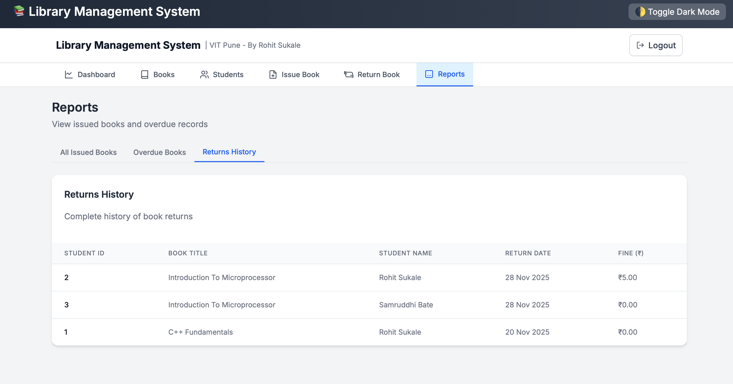 Library Management System
Toggle Dark Mode
Library Management System | VIT Pune - By Rohit Sukale
Logout
Dashboard Books Students Issue Book Return Book Reports
Reports
View issued books and overdue records
All Issued Books Overdue Books Returns History
Returns History
Complete history of book returns
STUDENT ID BOOK TITLE STUDENT NAME RETURN DATE FINE (₹)
2 Introduction To Microprocessor Rohit Sukale 28 Nov 2025 ₹5.00
3 Introduction To Microprocessor Samruddhi Bate 28 Nov 2025 ₹0.00
1 C++ Fundamentals Rohit Sukale 20 Nov 2025 ₹0.00